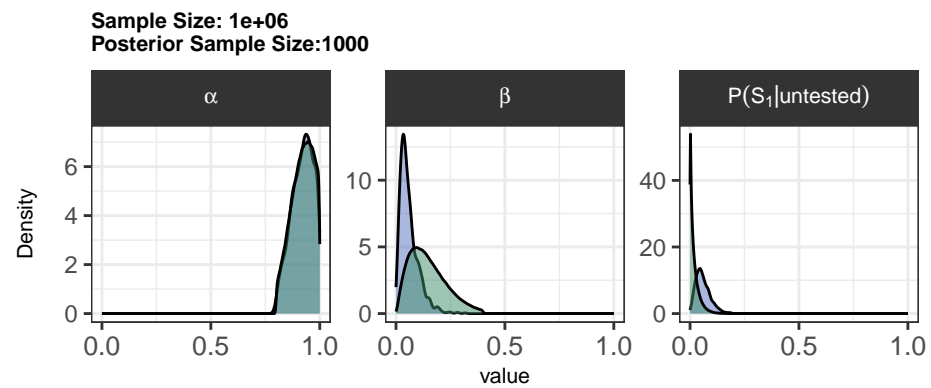 Sample Size: 1e+06
Posterior Sample Size:1000
α
β
P(S₁|untested)
Density
0
2
4
6
0
5
10
0
20
40
0.0 0.5 1.0
0.0 0.5 1.0
0.0 0.5 1.0
value